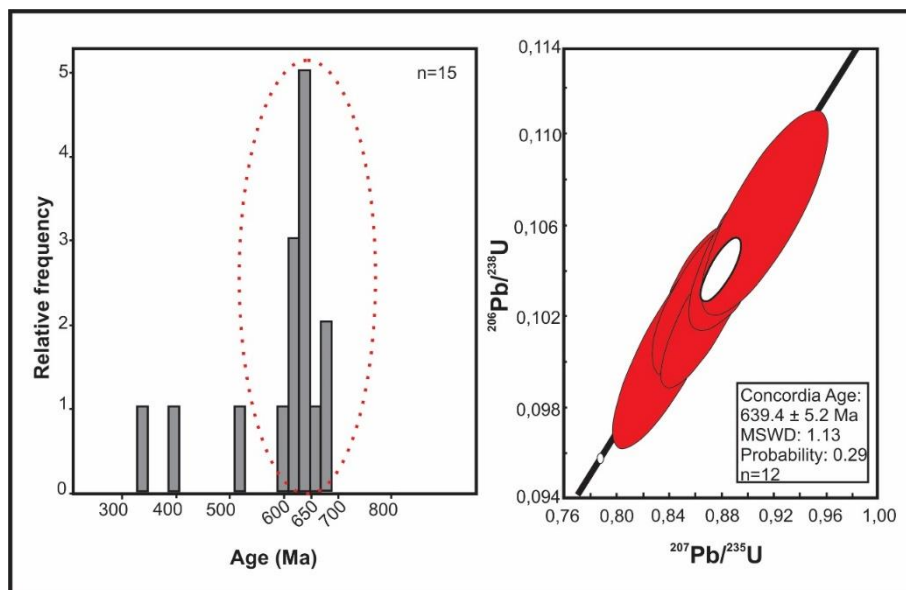 n=15
Relative frequency
5
4
3
2
1
0
300
400
500
600
650
700
800
Age (Ma)
²⁰⁶Pb/²³⁸U
0,114
0,110
0,106
0,102
0,098
0,094
Concordia Age:
639.4 ± 5.2 Ma
MSWD: 1.13
Probability: 0.29
n=12
0,76
0,80
0,84
0,88
0,92
0,96
1,00
²⁰⁷Pb/²³⁵U